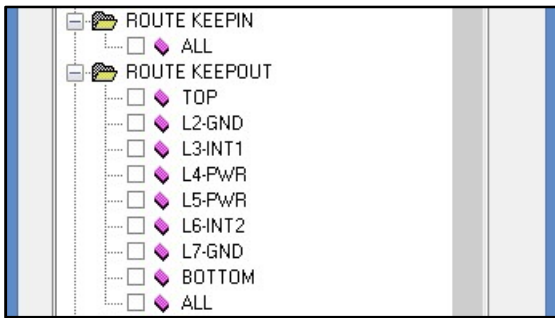 ROUTE KEEPIN
ALL
ROUTE KEEPOUT
TOP
L2-GND
L3-INT1
L4-PWR
L5-PWR
L6-INT2
L7-GND
BOTTOM
ALL